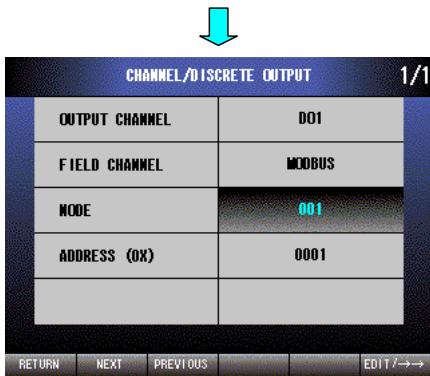 CHANNEL/DISCRETE OUTPUT 1/1
OUTPUT CHANNEL DO1
FIELD CHANNEL MODBUS
NODE 001
ADDRESS (0X) 0001
RETURN NEXT PREVIOUS EDIT/→→